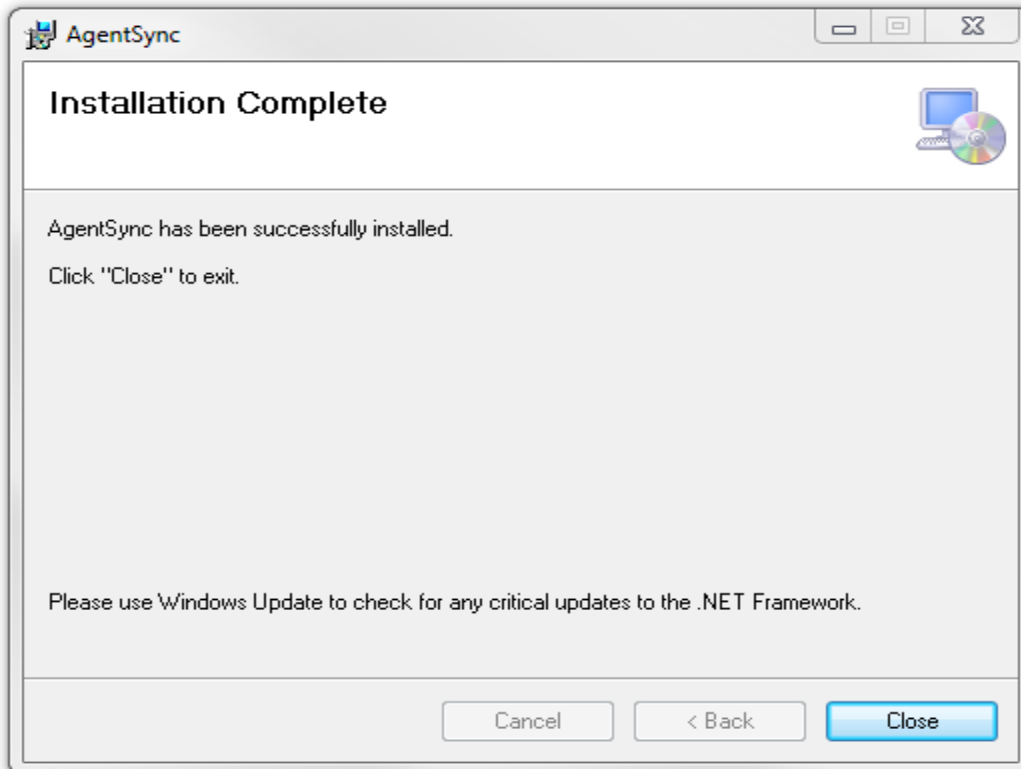 AgentSync
Installation Complete
AgentSync has been successfully installed.
Click "Close" to exit.
Please use Windows Update to check for any critical updates to the .NET Framework.
Cancel
< Back
Close